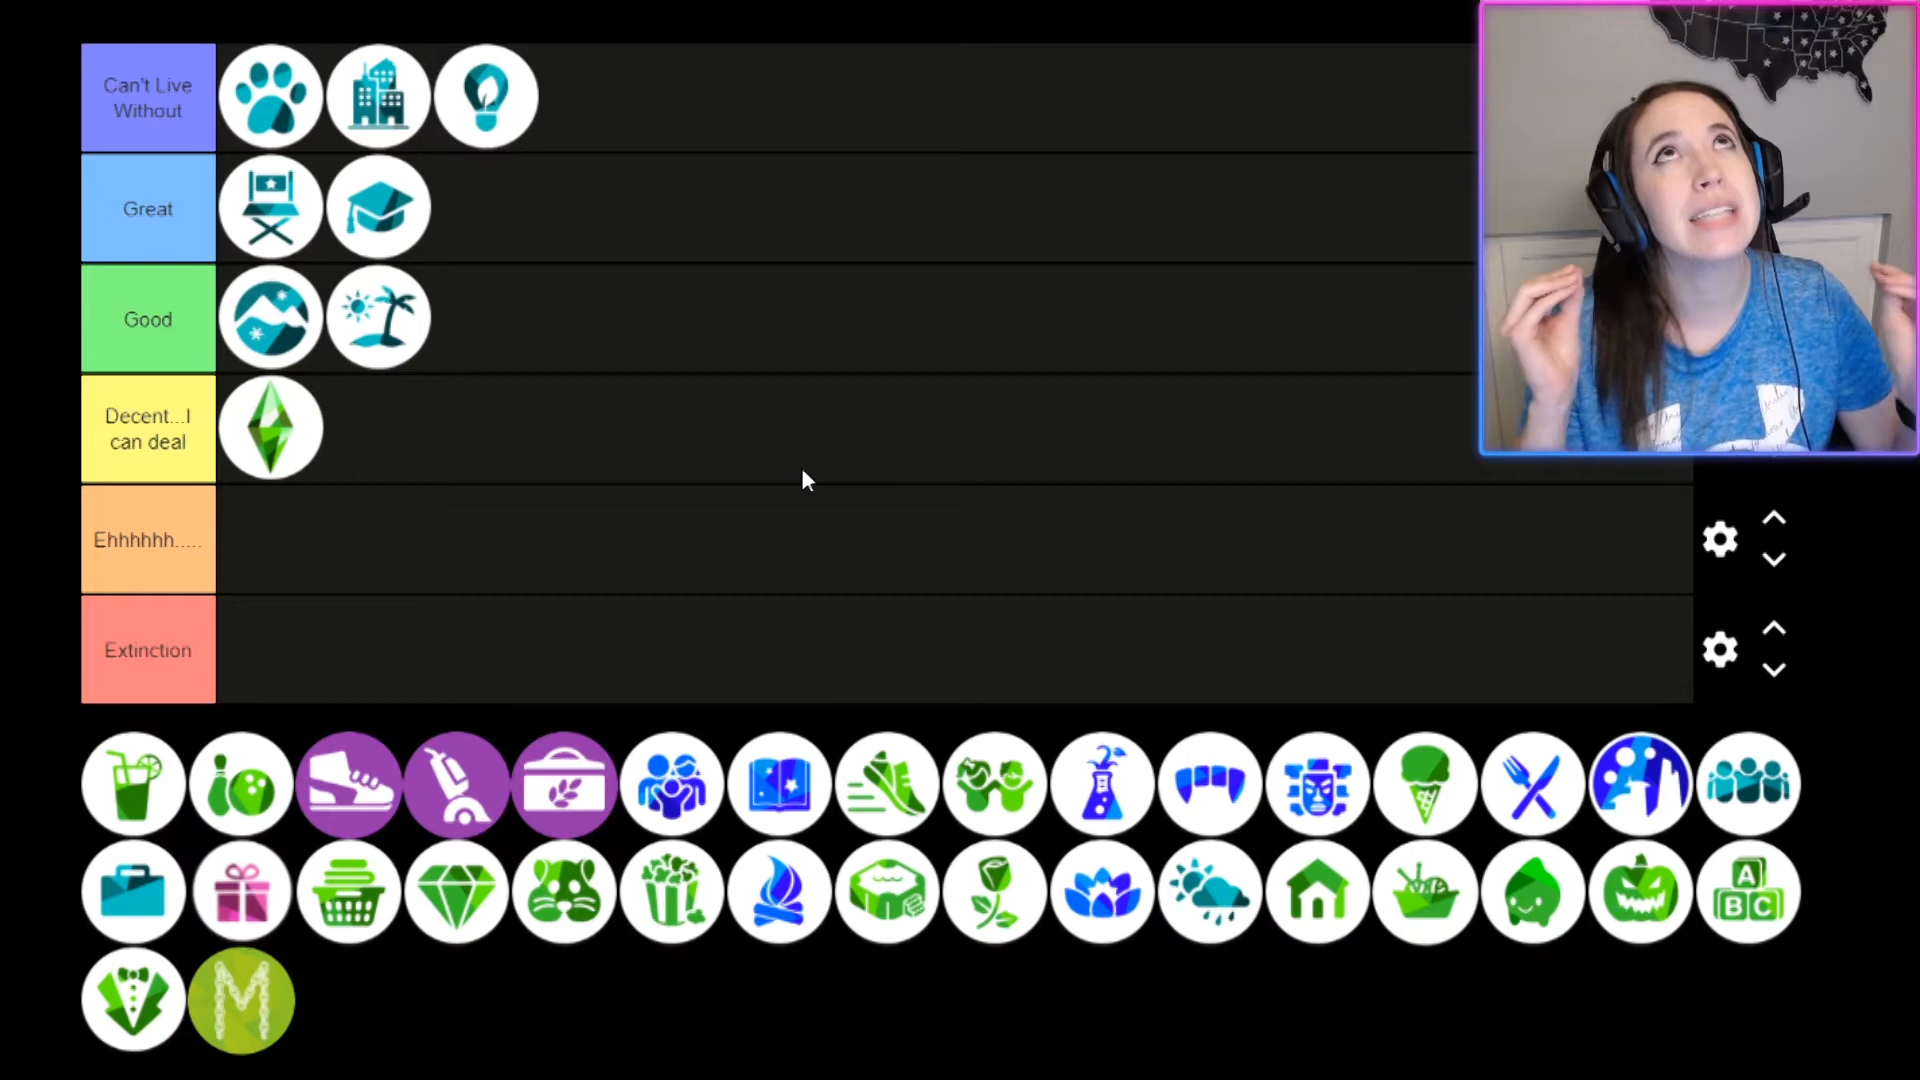 Can't Live
Without
Great
Good
Decent...I
can deal
Ehhhhhh.....
Extinction
A
B C
M